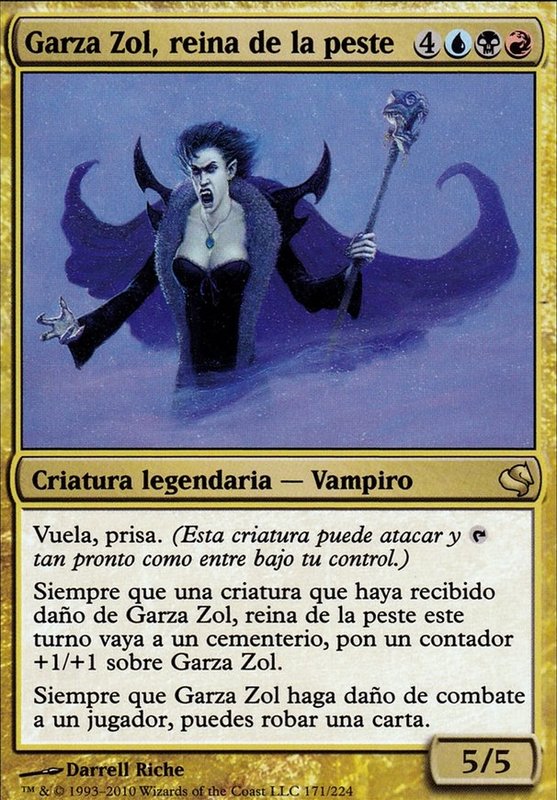 Garza Zol, reina de la peste 4
Criatura legendaria — Vampiro
Vuela, prisa. (Esta criatura puede atacar y
tan pronto como entre bajo tu control.)
Siempre que una criatura que haya recibido
daño de Garza Zol, reina de la peste este
turno vaya a un cementerio, pon un contador
+1/+1 sobre Garza Zol.
Siempre que Garza Zol haga daño de combate
a un jugador, puedes robar una carta.
5/5
Darrell Riche
™ & © 1993–2010 Wizards of the Coast LLC 171/224